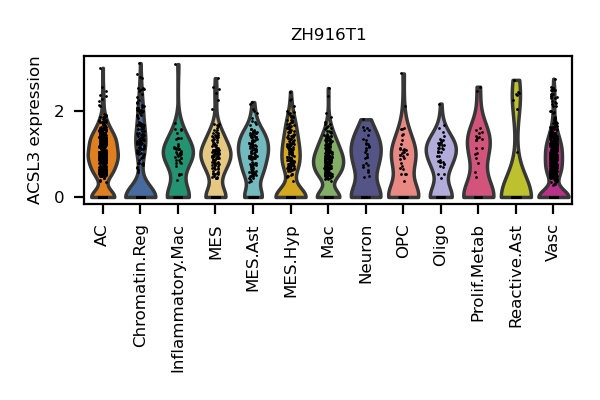 ZH916T1
ACSL3 expression
2
0
AC
Chromatin.Reg
Inflammatory.Mac
MES
MES.Ast
MES.Hyp
Mac
Neuron
OPC
Oligo
Prolif.Metab
Reactive.Ast
Vasc